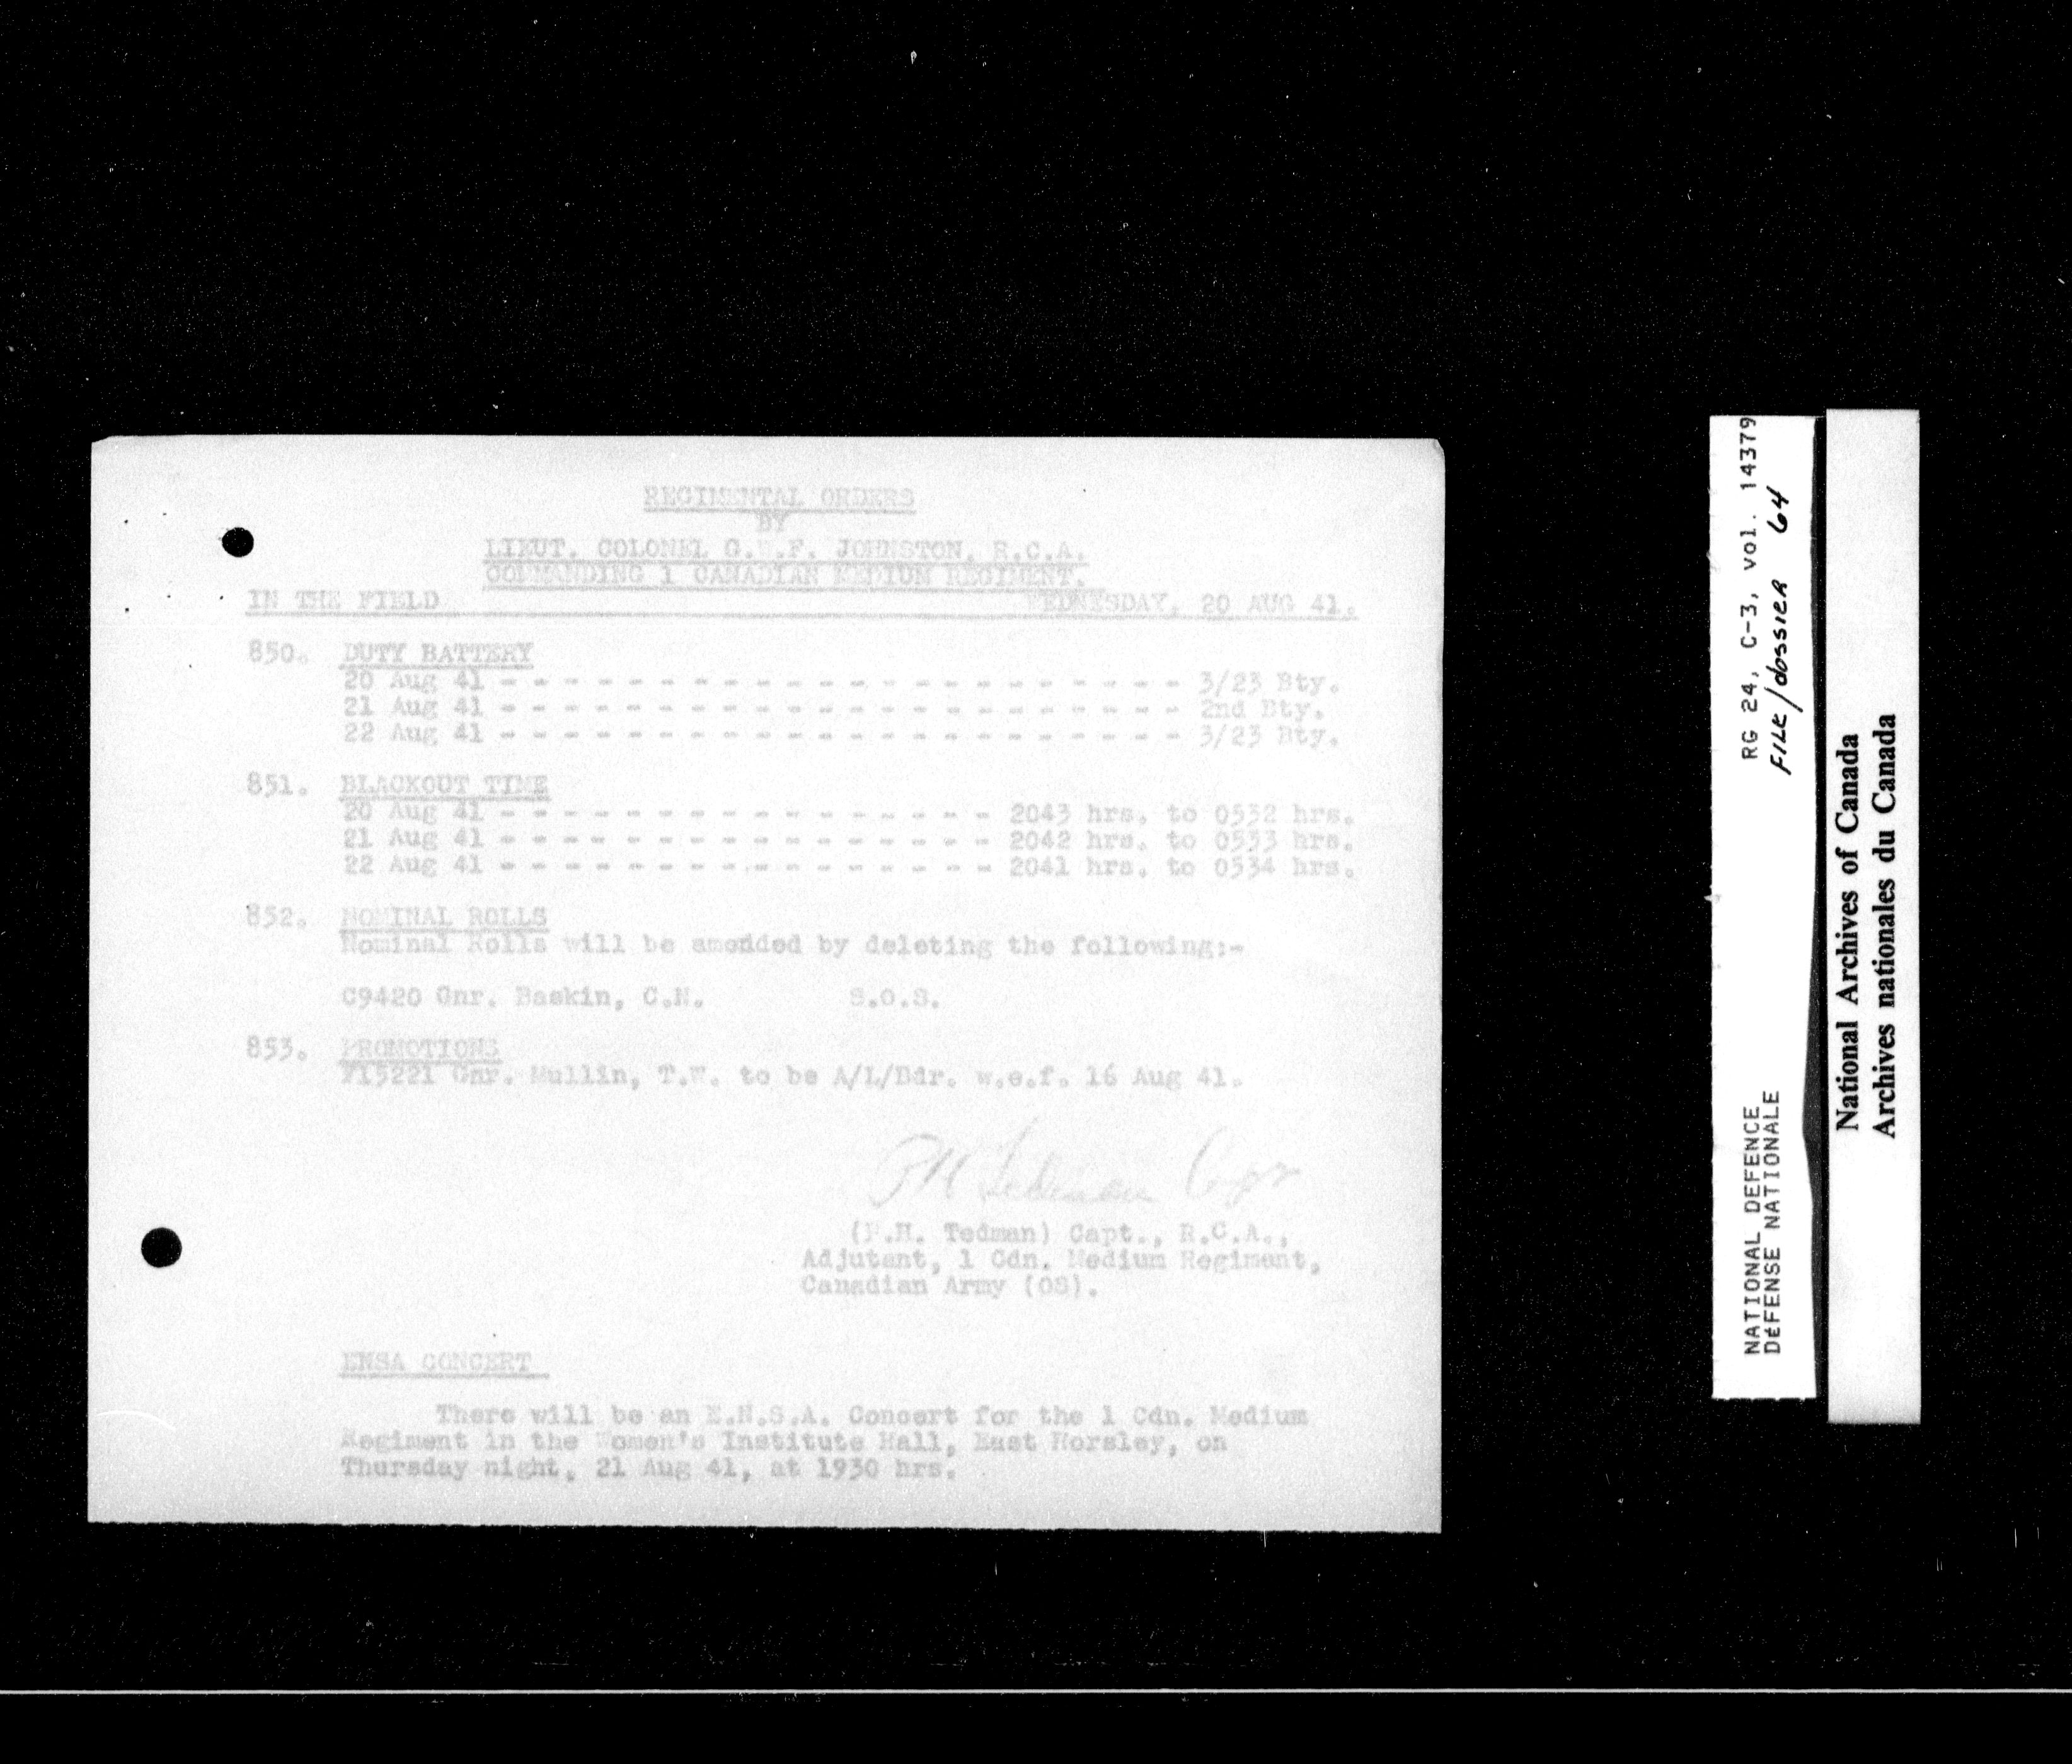 REGIMENTAL ORDERS
BY
LIEUT. COLONEL G.W.F. JOHNSTON, R.C.A.
COMMANDING 1 CANADIAN MEDIUM REGIMENT.
IN THE FIELD WEDNESDAY, 20 AUG 41.
850. DUTY BATTERY
20 Aug 41 - - - - - - - - - - - - - - - - - - - - - - 3/23 Bty.
21 Aug 41 - - - - - - - - - - - - - - - - - - - - - - 2nd Bty.
22 Aug 41 - - - - - - - - - - - - - - - - - - - - - - 3/23 Bty.
851. BLACKOUT TIME
20 Aug 41 - - - - - - - - - - - - - - - - 2043 hrs. to 0532 hrs.
21 Aug 41 - - - - - - - - - - - - - - - - 2042 hrs. to 0533 hrs.
22 Aug 41 - - - - - - - - - - - - - - - - 2041 hrs. to 0534 hrs.
852. NOMINAL ROLLS
Nominal Rolls will be amended by deleting the following:-
C9420 Gnr. Baskin, C.N. S.O.S.
853. PROMOTIONS
Gnr. Mullin, T.W. to be A/L/Bdr. w.e.f. 16 Aug 41.
P H Tedman Capt
(P.H. Tedman) Capt., R.C.A.,
Adjutant, 1 Cdn. Medium Regiment,
Canadian Army (OS).
ENSA CONCERT
There will be an E.N.S.A. Concert for the 1 Cdn. Medium
Regiment in the Women's Institute Hall, East Horsley, on
Thursday night, 21 Aug 41, at 1930 hrs.
NATIONAL DEFENCE RG 24, C-3, vol. 14379
DÉFENSE NATIONALE FILE/dossier 64
National Archives of Canada
Archives nationales du Canada